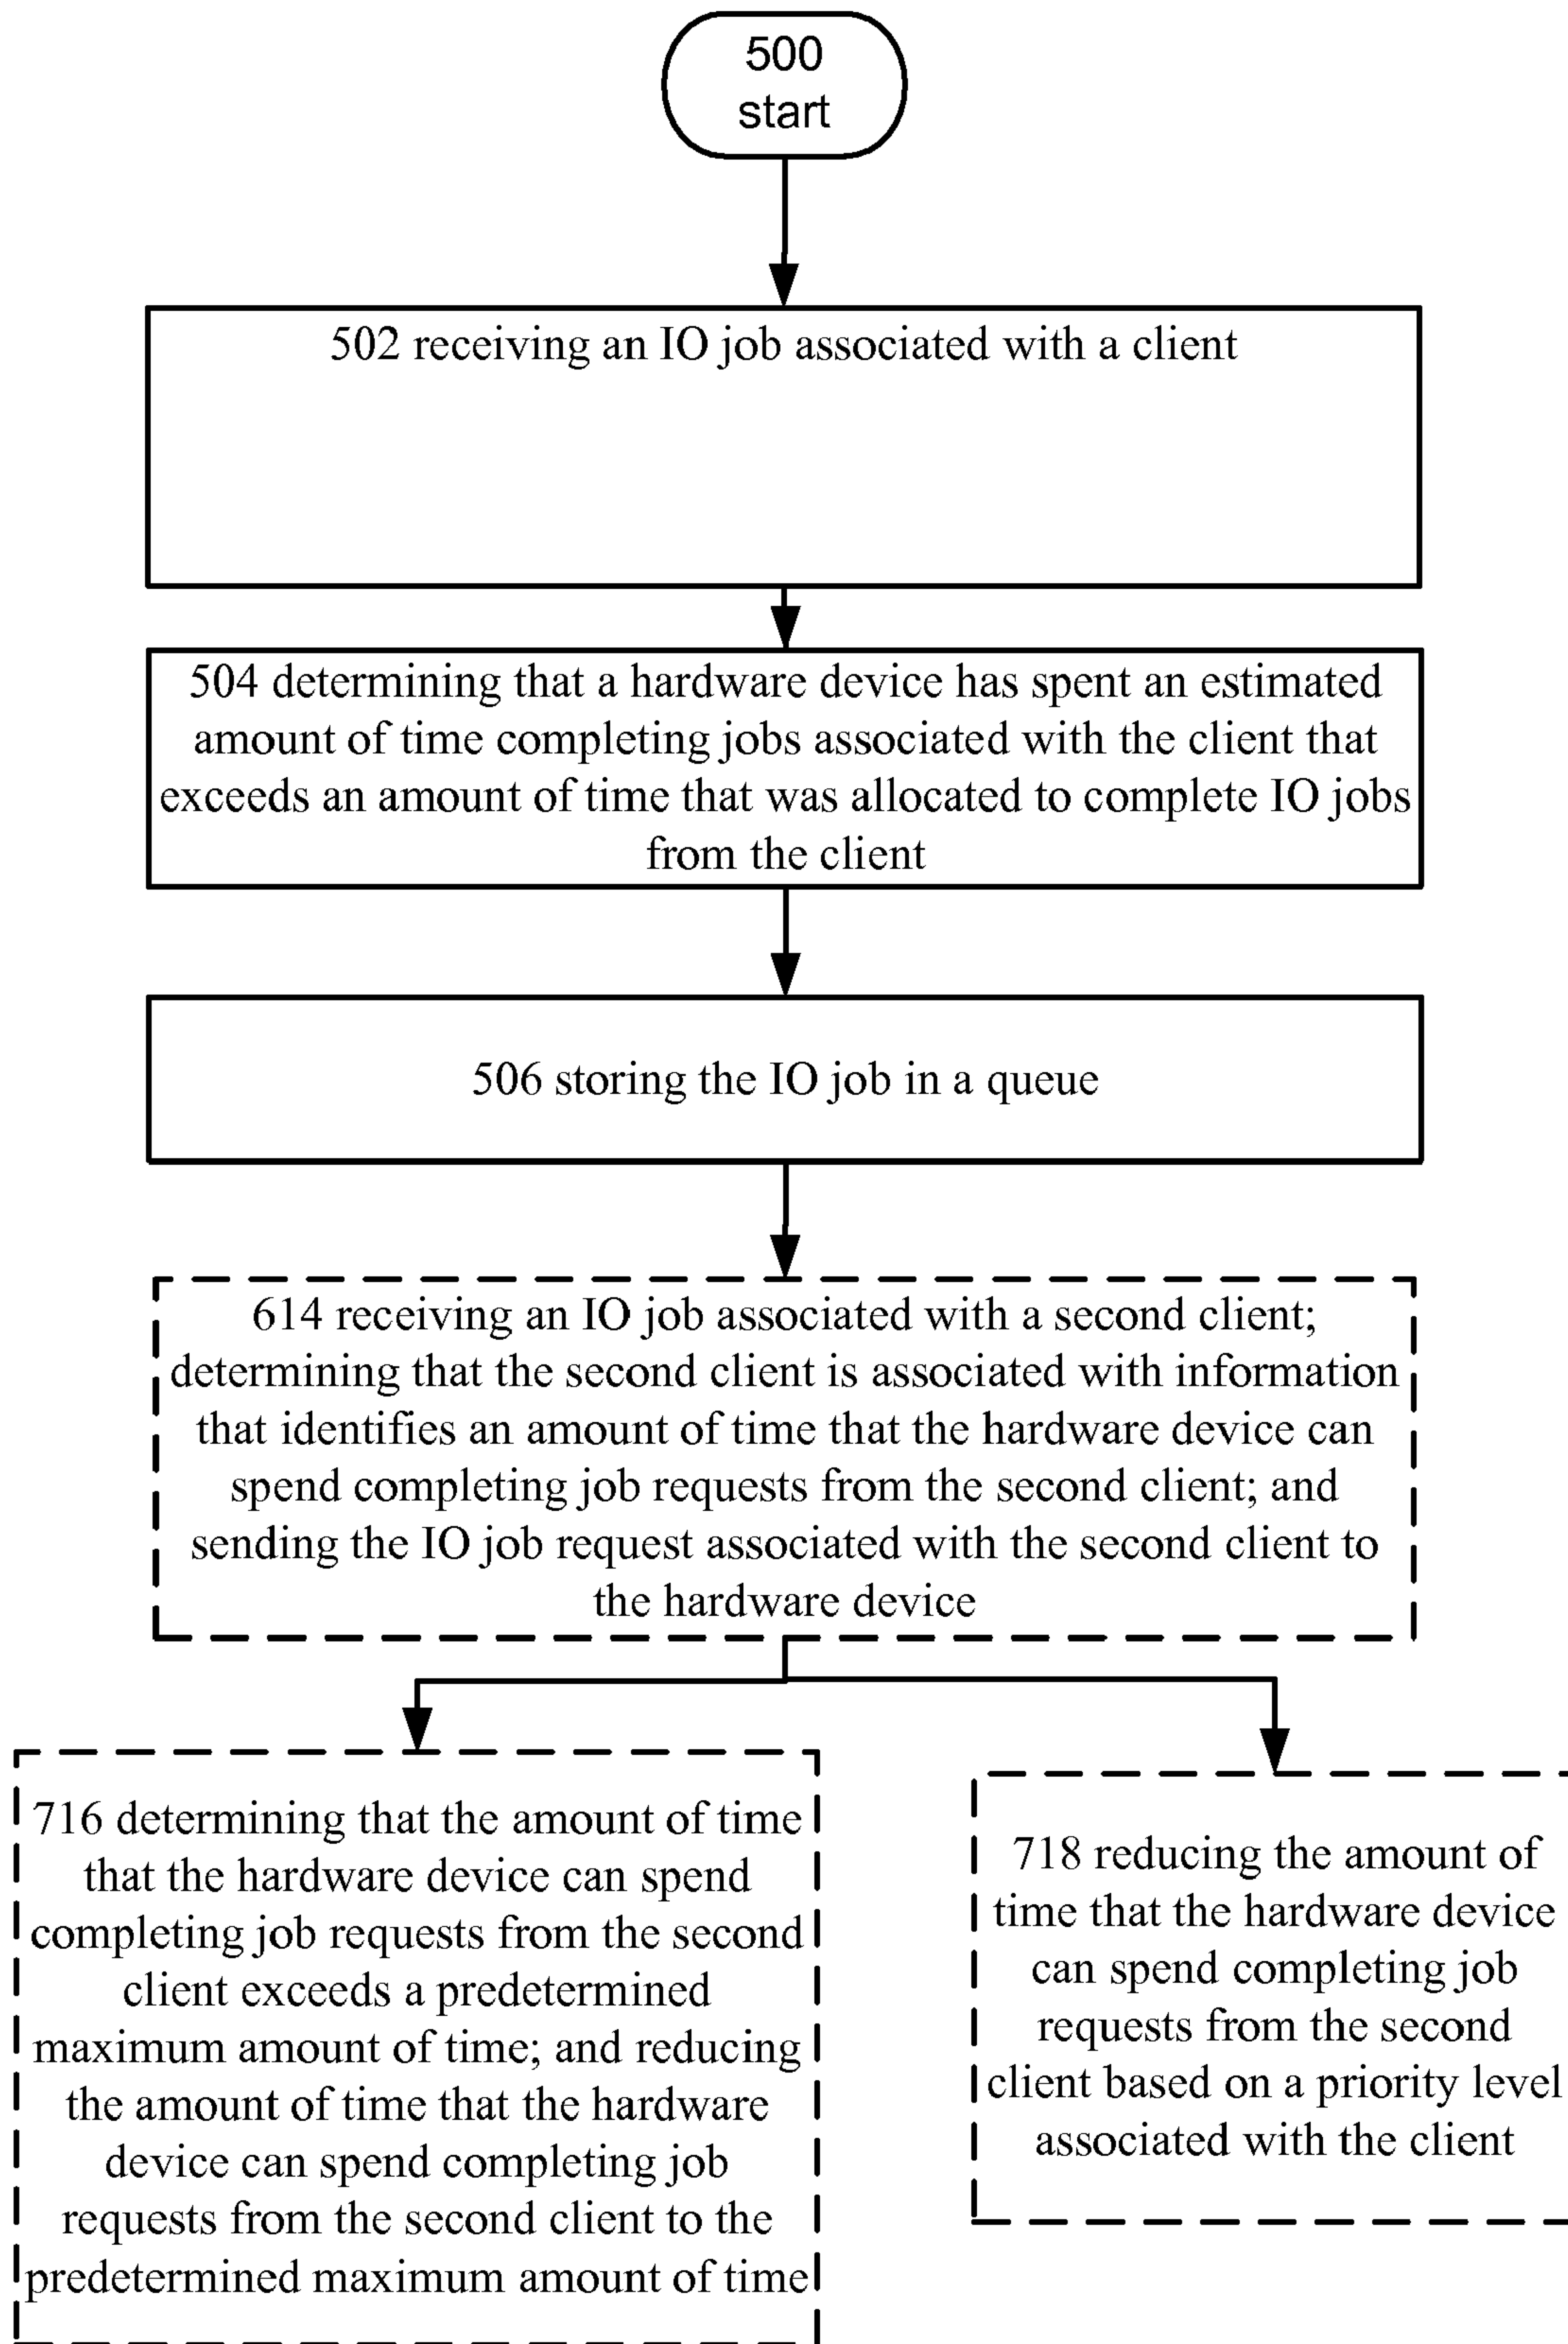 500
start
502 receiving an IO job associated with a client
504 determining that a hardware device has spent an estimated
amount of time completing jobs associated with the client that
exceeds an amount of time that was allocated to complete IO jobs
from the client
506 storing the IO job in a queue
614 receiving an IO job associated with a second client;
determining that the second client is associated with information
that identifies an amount of time that the hardware device can
spend completing job requests from the second client; and
sending the IO job request associated with the second client to
the hardware device
716 determining that the amount of time
that the hardware device can spend
completing job requests from the second
client exceeds a predetermined
maximum amount of time; and reducing
the amount of time that the hardware
device can spend completing job
requests from the second client to the
predetermined maximum amount of time
718 reducing the amount of
time that the hardware device
can spend completing job
requests from the second
client based on a priority level
associated with the client